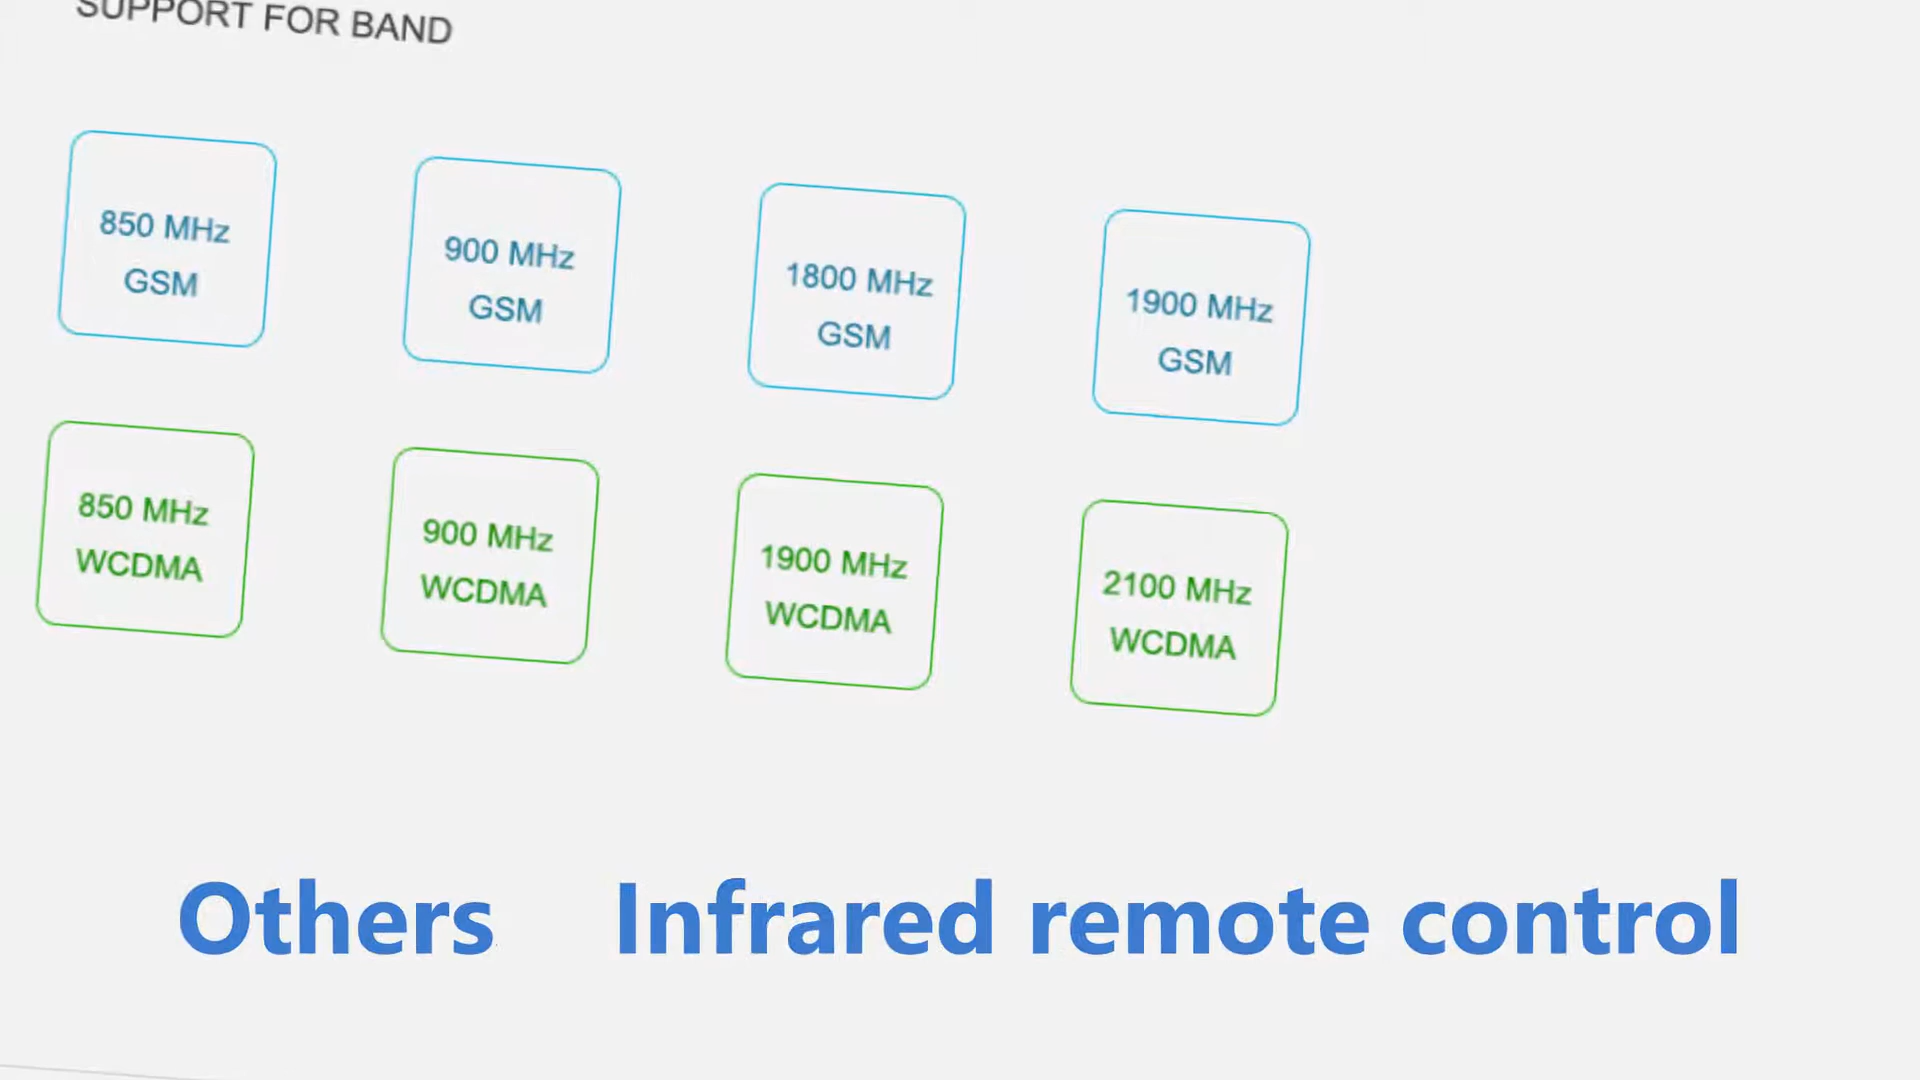 SUPPORT FOR BAND
850 MHz
GSM
900 MHz
GSM
1800 MHz
GSM
1900 MHz
GSM
850 MHz
WCDMA
900 MHz
WCDMA
1900 MHz
WCDMA
2100 MHz
WCDMA
Others Infrared remote control